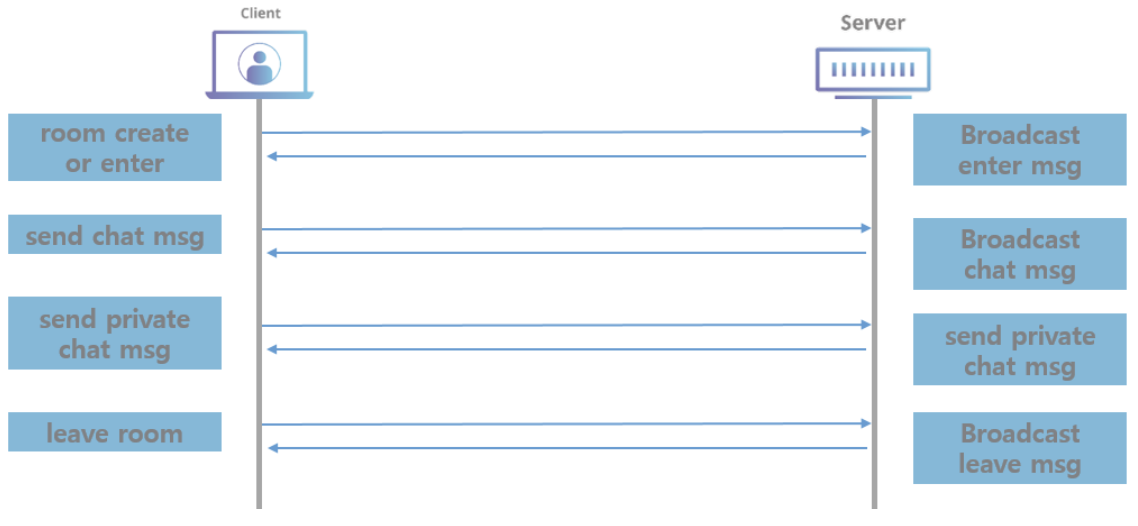 Client
Server
room create
or enter
Broadcast
enter msg
send chat msg
Broadcast
chat msg
send private
chat msg
send private
chat msg
leave room
Broadcast
leave msg